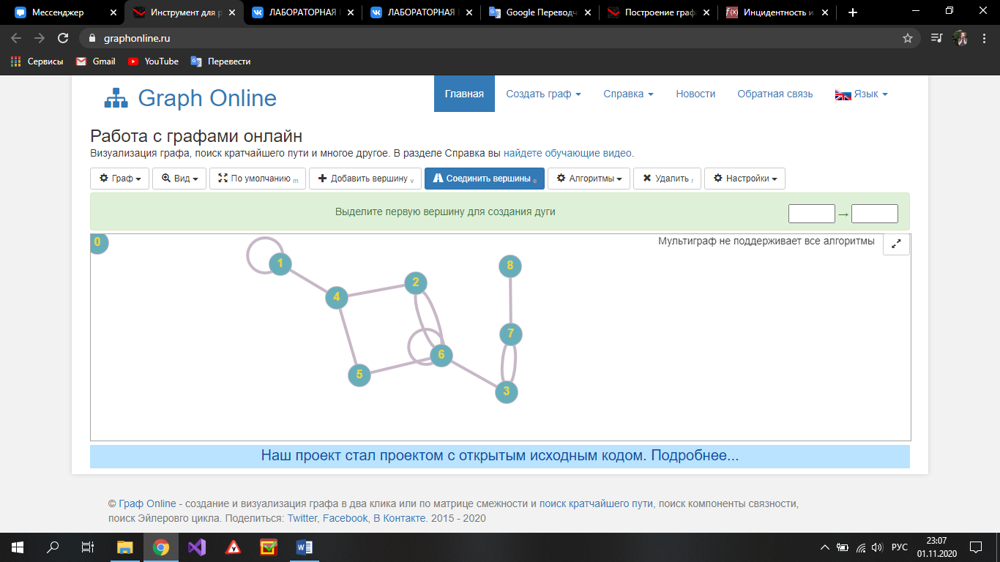 Мессенджер
Инструмент для р
ЛАБОРАТОРНАЯ
ЛАБОРАТОРНАЯ
Google Переводч
Построение граф
Инцидентность и
graphonline.ru
Сервисы Gmail YouTube Перевести
Graph Online
Главная Создать граф Справка Новости Обратная связь Язык
Работа с графами онлайн
Визуализация графа, поиск кратчайшего пути и многое другое. В разделе Справка вы найдете обучающие видео.
Граф Вид По умолчанию m Добавить вершину v Соединить вершины e Алгоритмы Удалить r Настройки
Выделите первую вершину для создания дуги →
Мультиграф не поддерживает все алгоритмы
0
1
8
2
4
7
6
5
3
Наш проект стал проектом с открытым исходным кодом. Подробнее...
© Граф Online - создание и визуализация графа в два клика или по матрице смежности и поиск кратчайшего пути, поиск компоненты связности,
поиск Эйлерового цикла. Поделиться: Twitter, Facebook, В Контакте. 2015 - 2020
РУС
23:07
01.11.2020